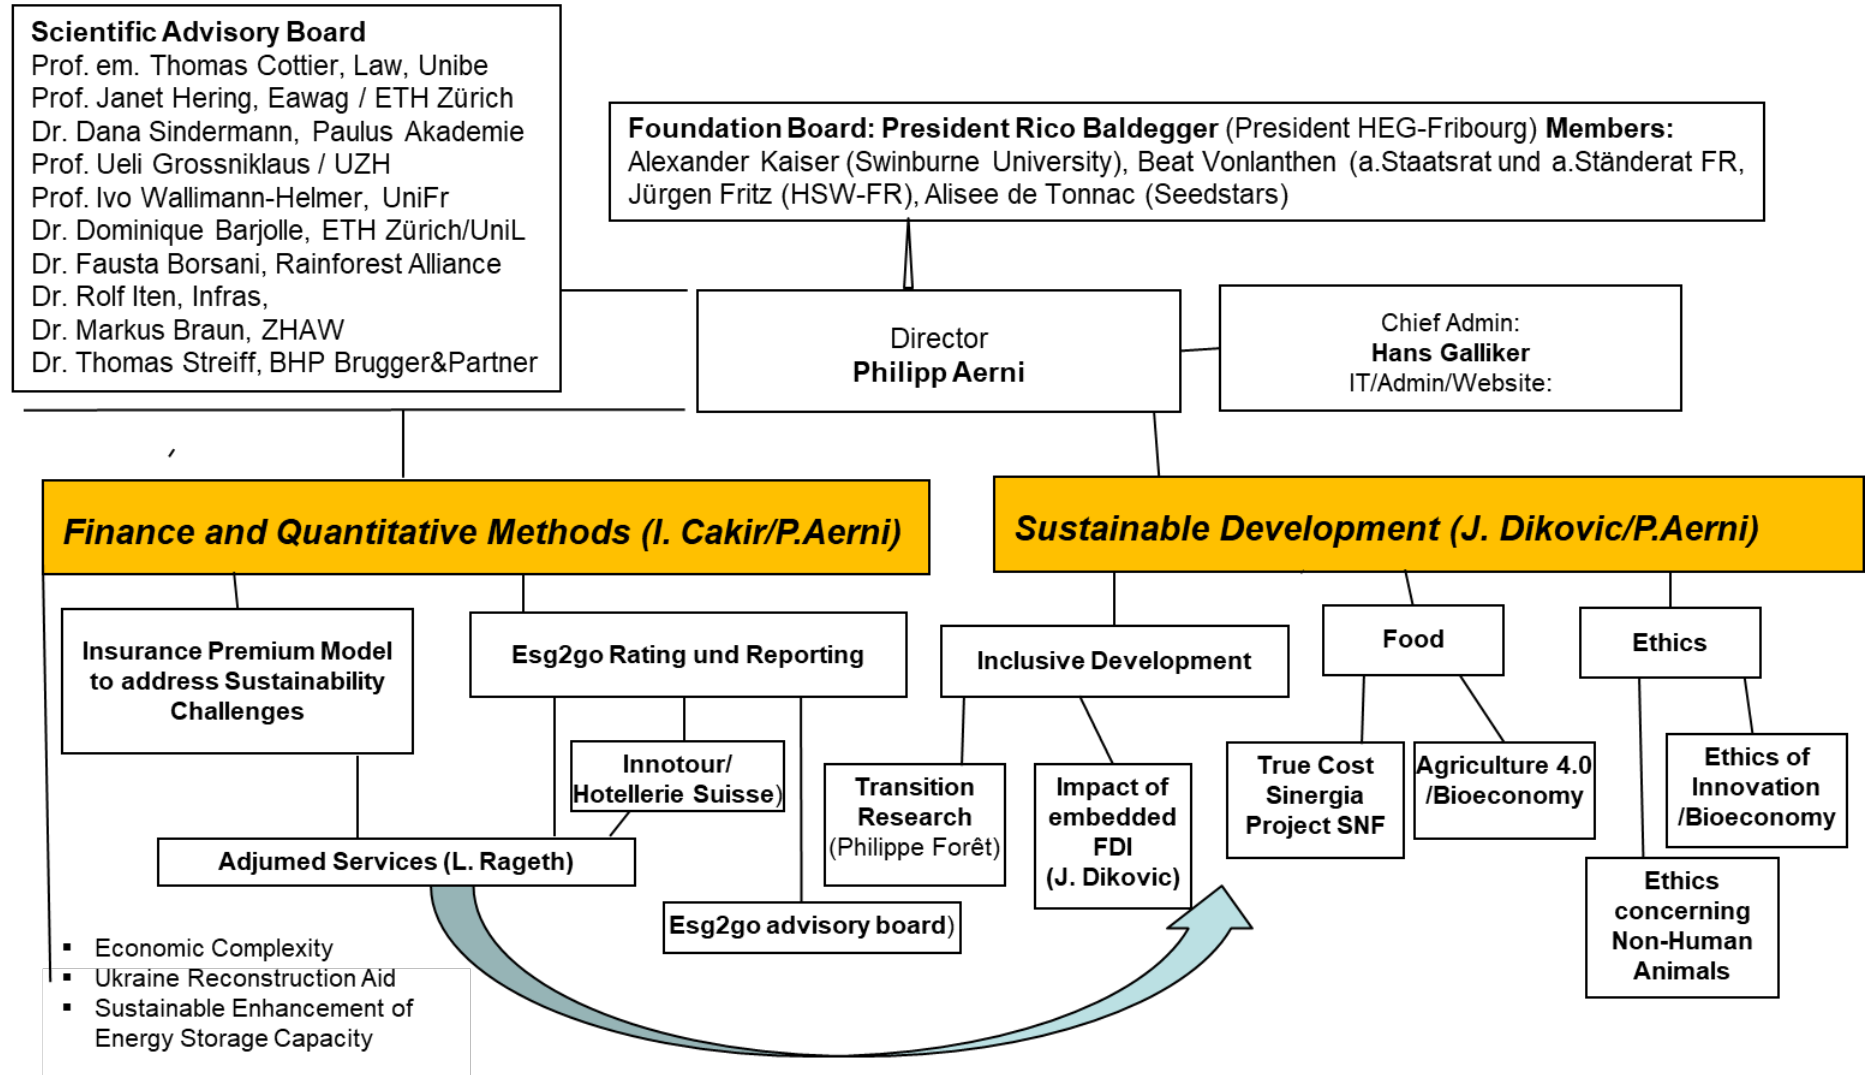 Scientific Advisory Board
Prof. em. Thomas Cottier, Law, Unibe
Prof. Janet Hering, Eawag / ETH Zürich
Dr. Dana Sindermann, Paulus Akademie
Prof. Ueli Grossniklaus / UZH
Prof. Ivo Wallimann-Helmer, UniFr
Dr. Dominique Barjolle, ETH Zürich/UniL
Dr. Fausta Borsani, Rainforest Alliance
Dr. Rolf Iten, Infras,
Dr. Markus Braun, ZHAW
Dr. Thomas Streiff, BHP Brugger&Partner
Foundation Board: President Rico Baldegger (President HEG-Fribourg) Members:
Alexander Kaiser (Swinburne University), Beat Vonlanthen (a.Staatsrat und a.Ständerat FR,
Jürgen Fritz (HSW-FR), Alisee de Tonnac (Seedstars)
Director
Philipp Aerni
Chief Admin:
Hans Galliker
IT/Admin/Website:
Finance and Quantitative Methods (I. Cakir/P.Aerni)
Sustainable Development (J. Dikovic/P.Aerni)
Insurance Premium Model
to address Sustainability
Challenges
Esg2go Rating und Reporting
Innotour/
Hotellerie Suisse)
Adjumed Services (L. Rageth)
Esg2go advisory board)
▪ Economic Complexity
▪ Ukraine Reconstruction Aid
▪ Sustainable Enhancement of
Energy Storage Capacity
Inclusive Development
Transition
Research
(Philippe Forêt)
Impact of
embedded
FDI
(J. Dikovic)
Food
True Cost
Sinergia
Project SNF
Agriculture 4.0
/Bioeconomy
Ethics
Ethics of
Innovation
/Bioeconomy
Ethics
concerning
Non-Human
Animals